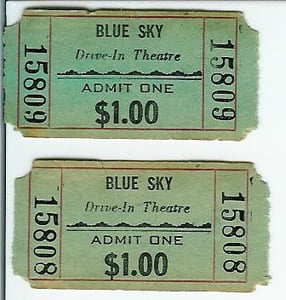 15809
BLUE SKY
Drive-In Theatre
ADMIT ONE
$1.00
15809
15808
BLUE SKY
Drive-In Theatre
ADMIT ONE
$1.00
15808